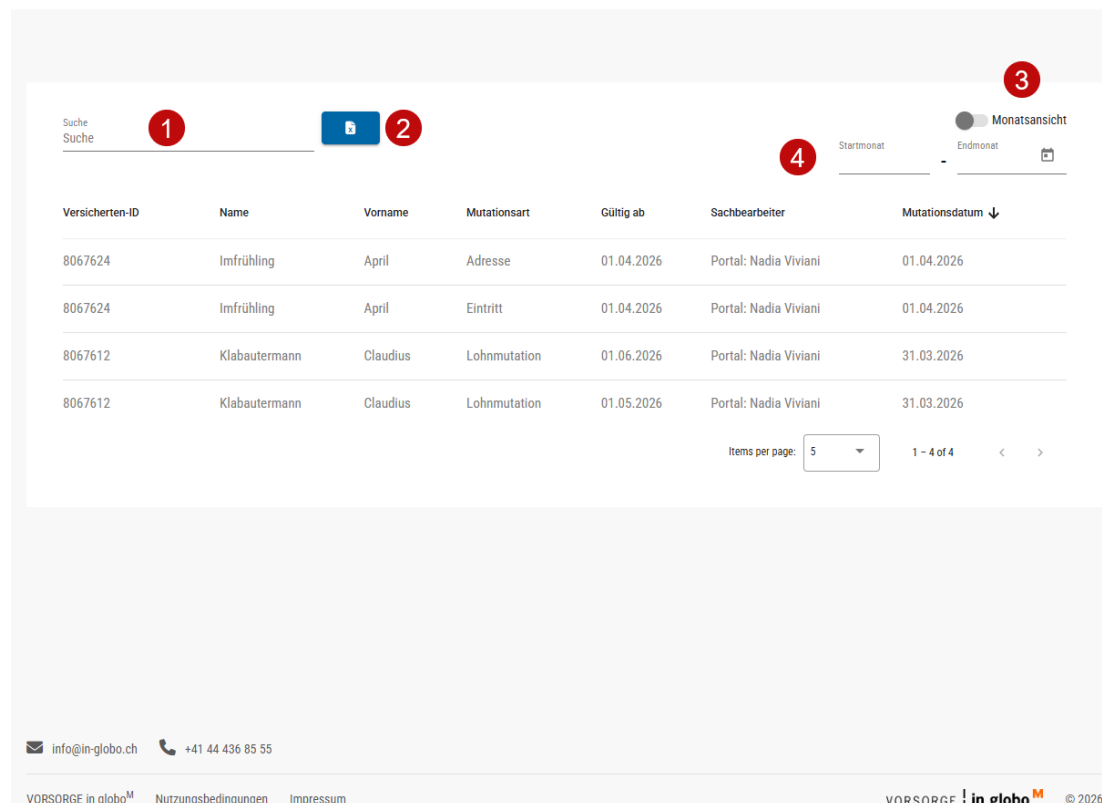 3
Suche
Suche
1
2
Monatsansicht
4
Startmonat
-
Endmonat
Versicherten-ID Name Vorname Mutationsart Gültig ab Sachbearbeiter Mutationsdatum
8067624 Imfrühling April Adresse 01.04.2026 Portal: Nadia Viviani 01.04.2026
8067624 Imfrühling April Eintritt 01.04.2026 Portal: Nadia Viviani 01.04.2026
8067612 Klabautermann Claudius Lohnmutation 01.06.2026 Portal: Nadia Viviani 31.03.2026
8067612 Klabautermann Claudius Lohnmutation 01.05.2026 Portal: Nadia Viviani 31.03.2026
Items per page: 5 1 – 4 of 4
info@in-globo.ch +41 44 436 85 55
VORSORGE in globoM Nutzungsbedingungen Impressum VORSORGE in globoM © 2026